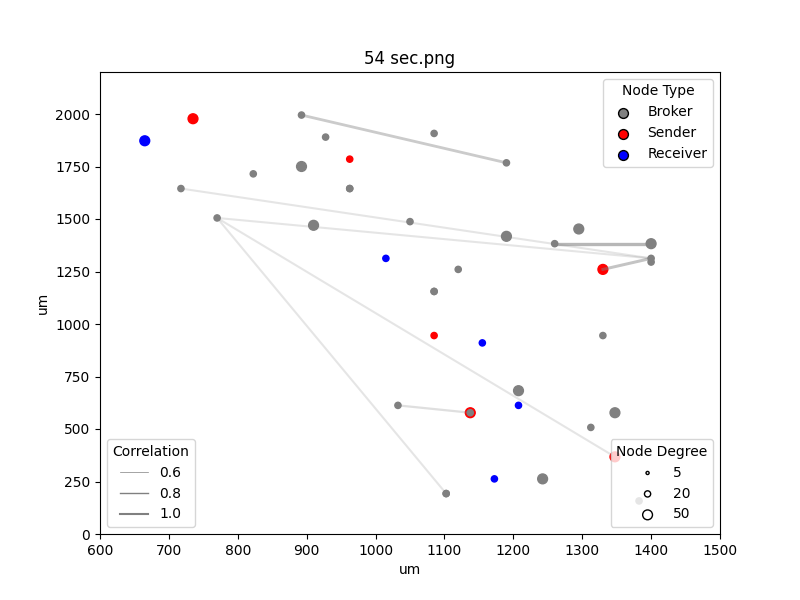 54 sec.png
um
2000
1750
1500
1250
1000
750
500
250
0
600 700 800 900 1000 1100 1200 1300 1400 1500
um
Node Type
Broker
Sender
Receiver
Correlation
0.6
0.8
1.0
Node Degree
5
20
50